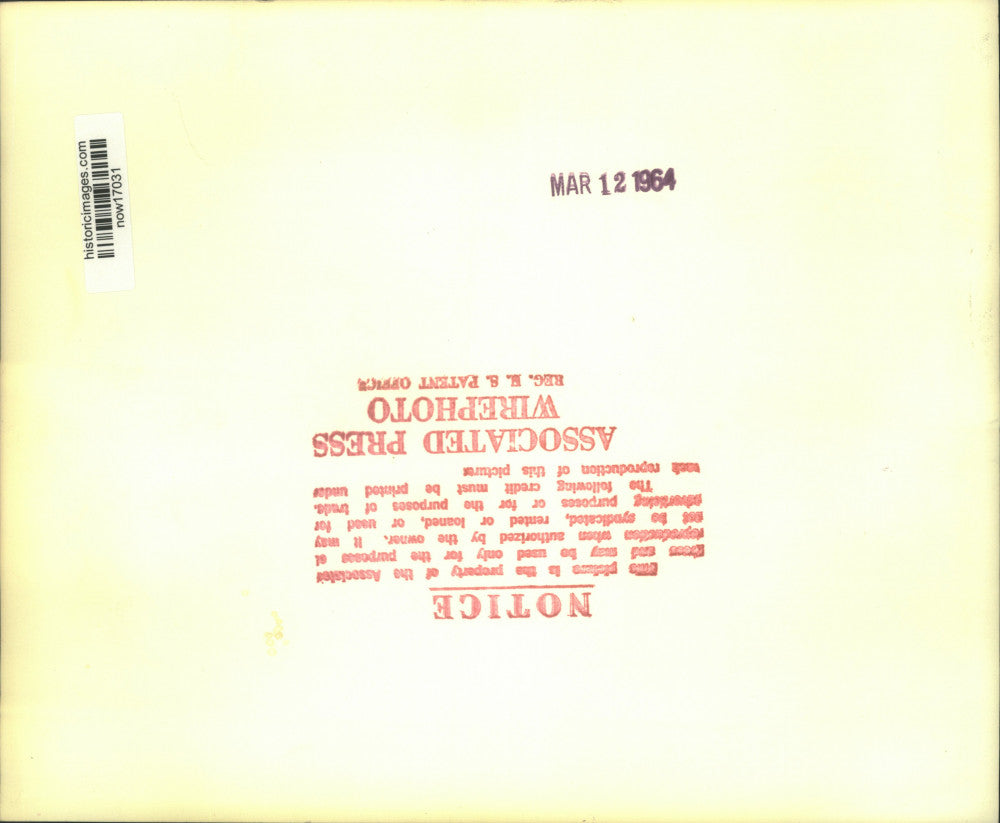 historicimages.com
now17031
MAR 12 1964
NOTICE
This picture is the property of the Associated
Press and may be used only for the purposes of
reproduction when authorized by the owner. It may
not be syndicated, rented or loaned, or used for
advertising purposes or for the purposes of trade.
The following credit must be printed under
each reproduction of this picture
ASSOCIATED PRESS
WIREPHOTO
REG. U. S. PATENT OFFICE